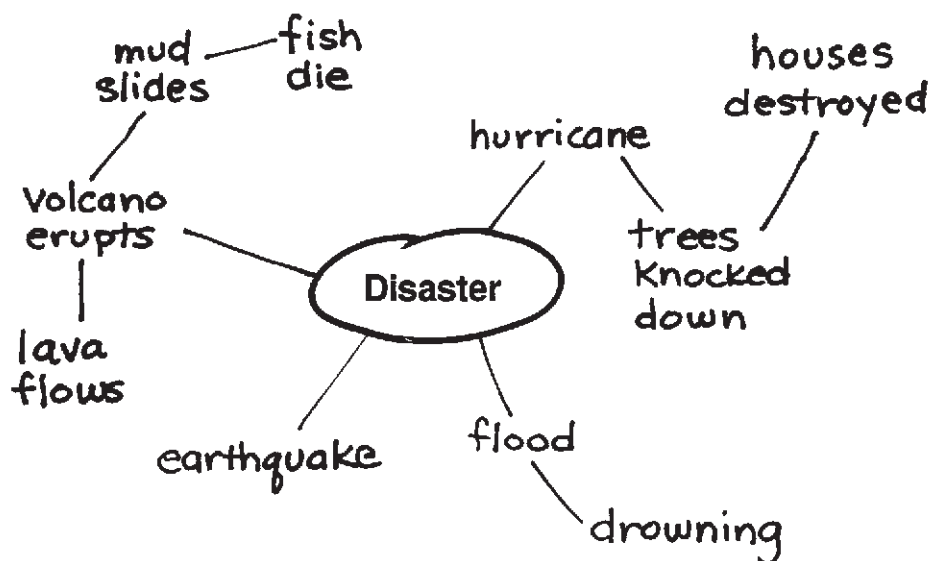 mud
slides
fish
die
houses
destroyed
hurricane
volcano
erupts
trees
knocked
down
Disaster
lava
flows
earthquake
flood
drowning